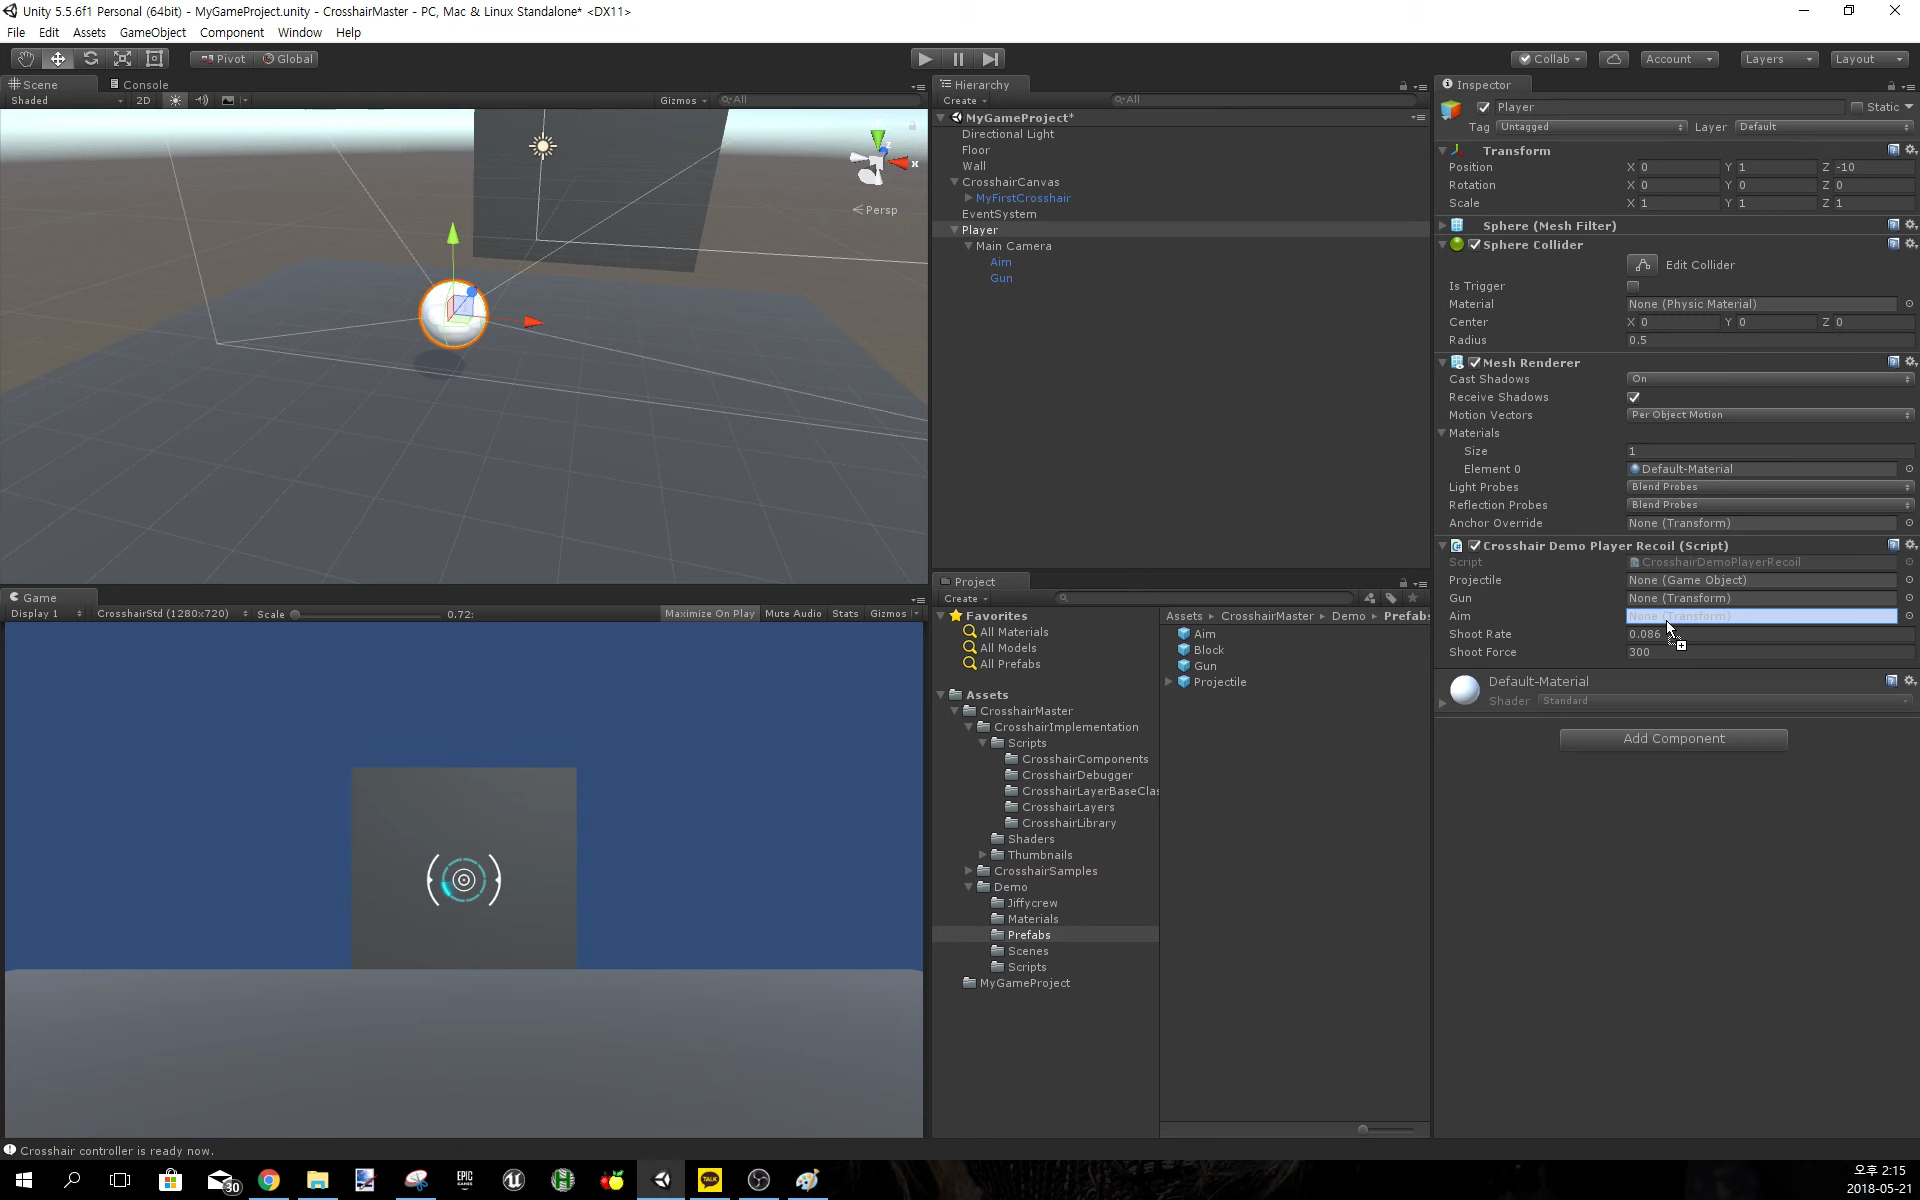 Unity 5.5.6f1 Personal (64bit) - MyGameProject.unity - CrosshairMaster - PC, Mac & Linux Standalone* <DX11>
File Edit Assets GameObject Component Window Help
Pivot Global Collab Account Layers Layout
Scene Console
Shaded 2D Gizmos All
x
z
Persp
Game
Display 1 CrosshairStd (1280x720) Scale 0.72: Maximize On Play Mute Audio Stats Gizmos
Hierarchy
Create All
MyGameProject*
Directional Light
Floor
Wall
CrosshairCanvas
MyFirstCrosshair
EventSystem
Player
Main Camera
Aim
Gun
Project
Create
Favorites
All Materials
All Models
All Prefabs
Assets
CrosshairMaster
CrosshairImplementation
Scripts
CrosshairComponents
CrosshairDebugger
CrosshairLayerBaseClas
CrosshairLayers
CrosshairLibrary
Shaders
Thumbnails
CrosshairSamples
Demo
Jiffycrew
Materials
Prefabs
Scenes
Scripts
MyGameProject
Assets CrosshairMaster Demo Prefabs
Aim
Block
Gun
Projectile
Inspector
Player Static
Tag Untagged Layer Default
Transform
Position X 0 Y 1 Z -10
Rotation X 0 Y 0 Z 0
Scale X 1 Y 1 Z 1
Sphere (Mesh Filter)
Sphere Collider
Edit Collider
Is Trigger
Material None (Physic Material)
Center X 0 Y 0 Z 0
Radius 0.5
Mesh Renderer
Cast Shadows On
Receive Shadows
Motion Vectors Per Object Motion
Materials
Size 1
Element 0 Default-Material
Light Probes Blend Probes
Reflection Probes Blend Probes
Anchor Override None (Transform)
Crosshair Demo Player Recoil (Script)
Script CrosshairDemoPlayerRecoil
Projectile None (Game Object)
Gun None (Transform)
Aim None (Transform)
Shoot Rate 0.086
Shoot Force 300
Default-Material
Shader Standard
Add Component
Crosshair controller is ready now.
30
EPIC GAMES
TALK
오후 2:15
2018-05-21